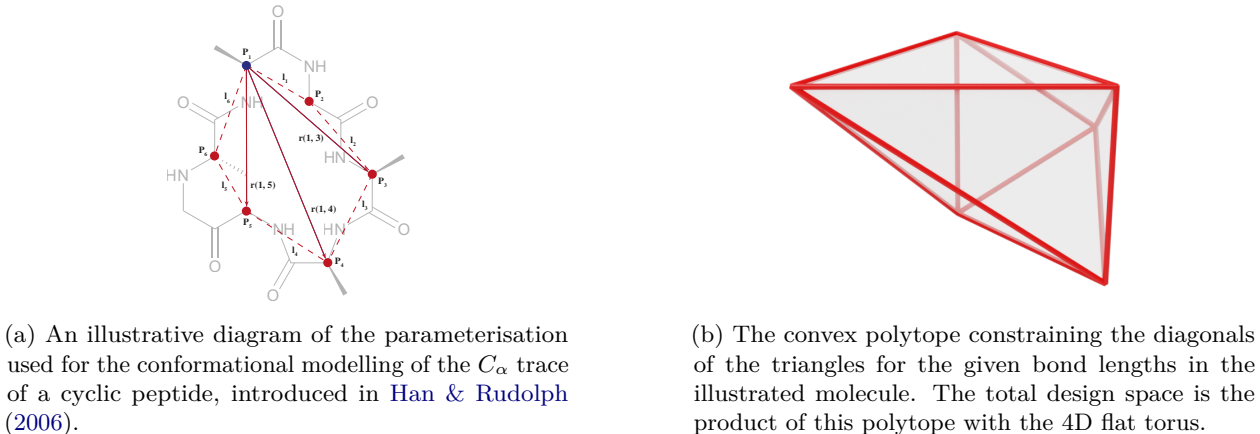 O
P1
NH
l1
P2
l6
NH
O
O
r(1, 3)
l2
P6
HN
HN
l5
r(1, 5)
P3
r(1, 4)
l3
P5
NH
HN
O
l4
P4
O
O
(a) An illustrative diagram of the parameterisation
used for the conformational modelling of the Cα trace
of a cyclic peptide, introduced in Han & Rudolph
(2006).
(b) The convex polytope constraining the diagonals
of the triangles for the given bond lengths in the
illustrated molecule. The total design space is the
product of this polytope with the 4D flat torus.